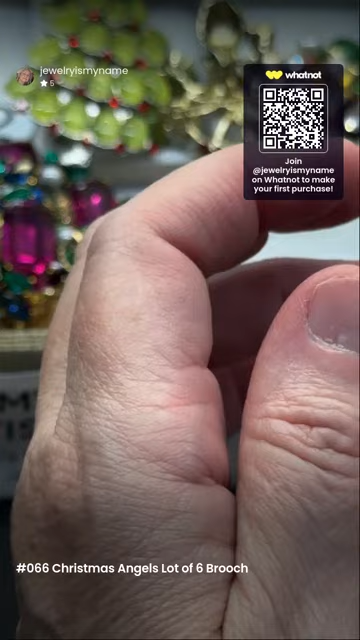 jewelryismyname
★ 5
whatnot
Join
@jewelryismyname
on Whatnot to make
your first purchase!
#066 Christmas Angels Lot of 6 Brooch